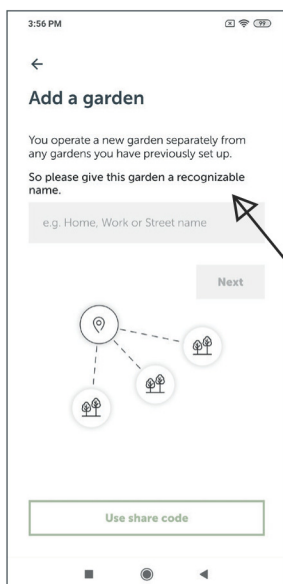 3:56 PM
99
Add a garden
You operate a new garden separately from
any gardens you have previously set up.
So please give this garden a recognizable
name.
e.g. Home, Work or Street name
Next
Use share code